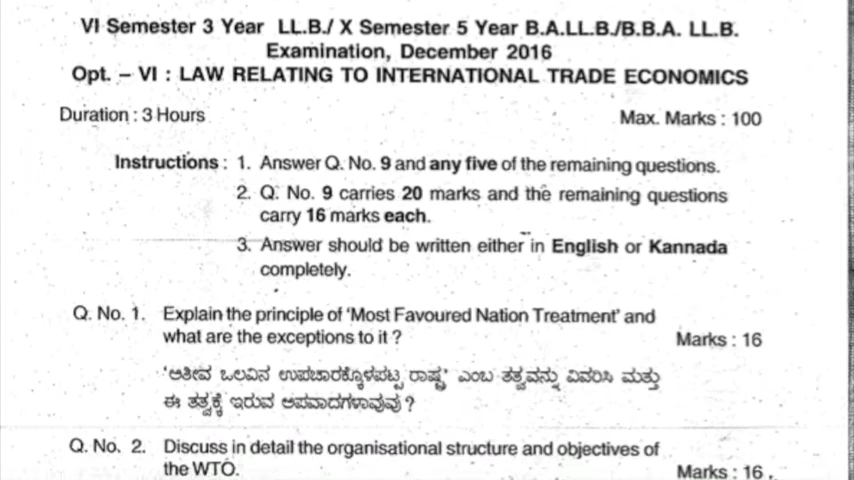 VI Semester 3 Year LL.B./ X Semester 5 Year B.A.LL.B./B.B.A. LL.B.
Examination, December 2016
Opt. – VI : LAW RELATING TO INTERNATIONAL TRADE ECONOMICS
Duration : 3 Hours Max. Marks : 100
Instructions : 1. Answer Q. No. 9 and any five of the remaining questions.
2. Q. No. 9 carries 20 marks and the remaining questions
carry 16 marks each.
3. Answer should be written either in English or Kannada
completely.
Q. No. 1. Explain the principle of 'Most Favoured Nation Treatment' and
what are the exceptions to it ? Marks : 16
'ಅತೀವ ಒಲವಿನ ಉಪಚಾರಕ್ಕೊಳಪಟ್ಟ ರಾಷ್ಟ್ರ' ಎಂಬ ತತ್ವವನ್ನು ವಿವರಿಸಿ ಮತ್ತು
ಈ ತತ್ವಕ್ಕೆ ಇರುವ ಅಪವಾದಗಳಾವುವು ?
Q. No. 2. Discuss in detail the organisational structure and objectives of
the WTO. Marks : 16